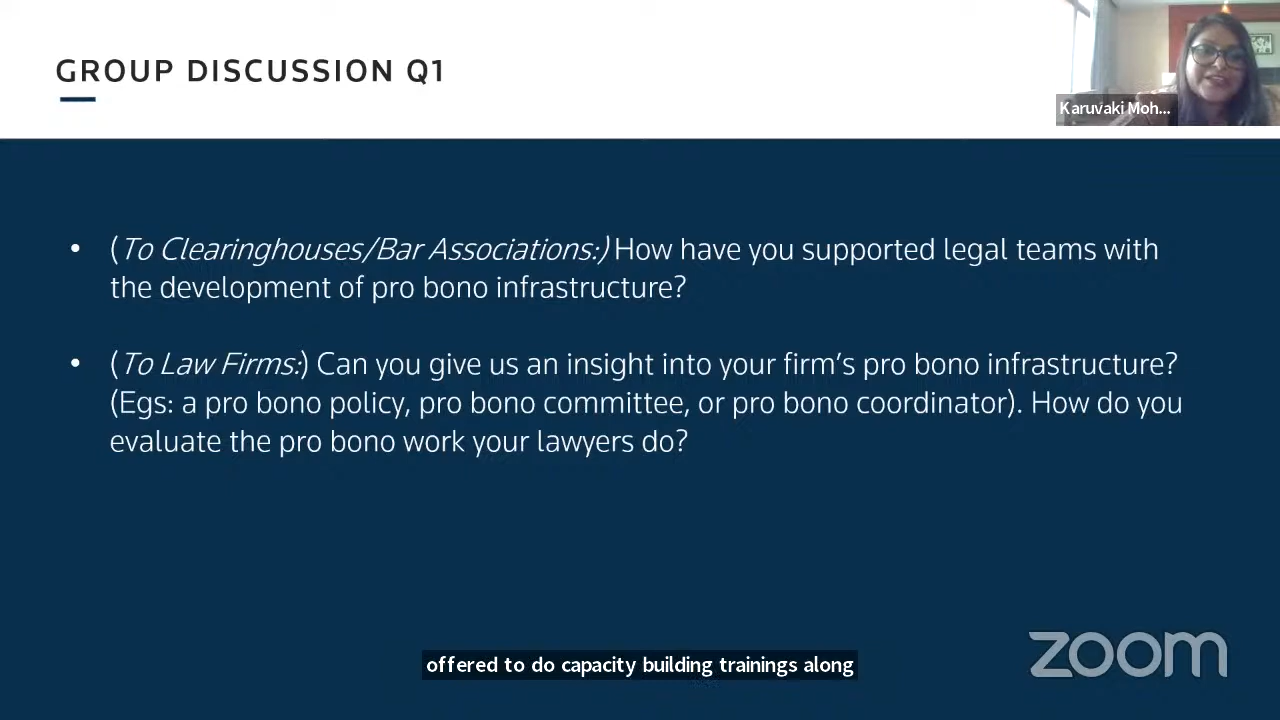 GROUP DISCUSSION Q1
Karuvaki Moh...
• (To Clearinghouses/Bar Associations:) How have you supported legal teams with
the development of pro bono infrastructure?
• (To Law Firms:) Can you give us an insight into your firm's pro bono infrastructure?
(Egs: a pro bono policy, pro bono committee, or pro bono coordinator). How do you
evaluate the pro bono work your lawyers do?
zoom
offered to do capacity building trainings along